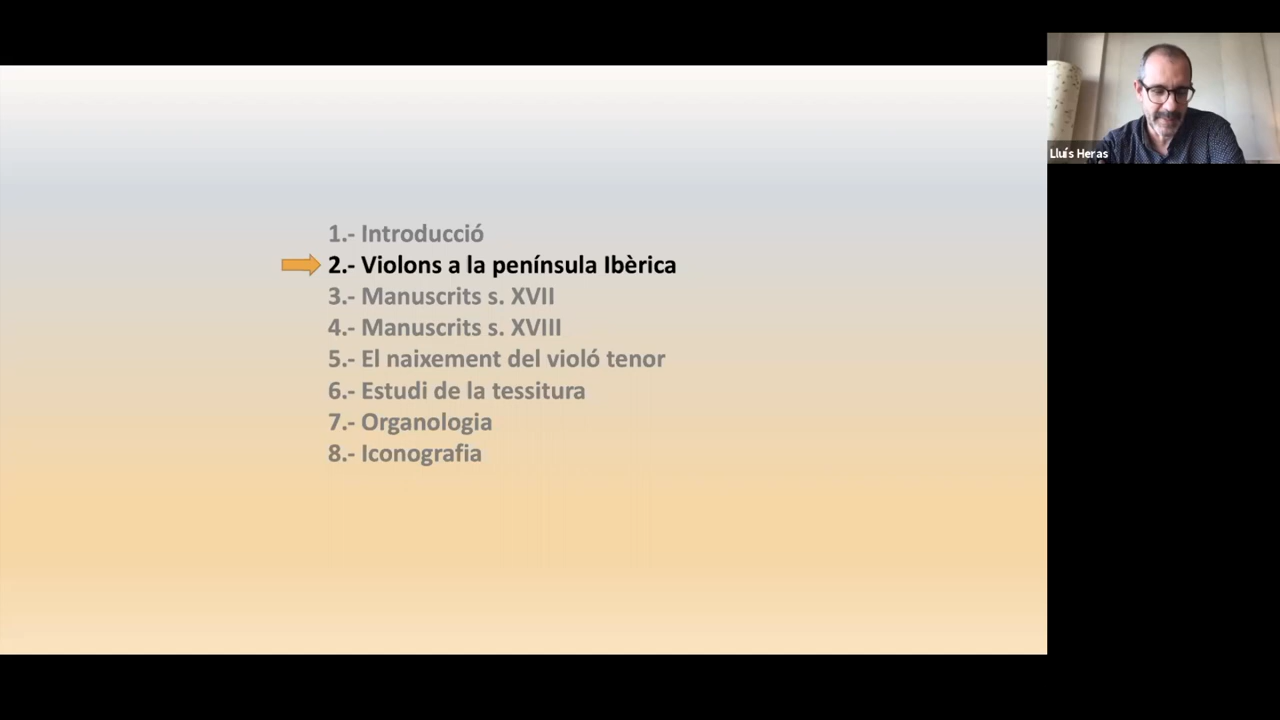 1.- Introducció
2.- Violons a la península Ibèrica
3.- Manuscrits s. XVII
4.- Manuscrits s. XVIII
5.- El naixement del violó tenor
6.- Estudi de la tessitura
7.- Organologia
8.- Iconografia
Lluís Heras